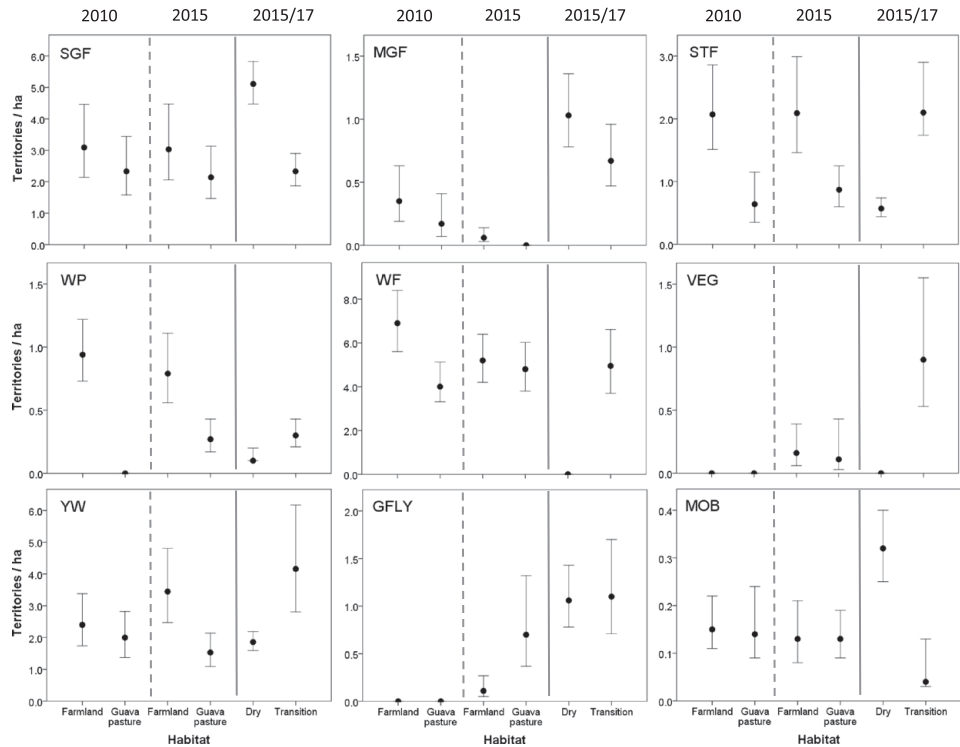 2010 2015 2015/17 2010 2015 2015/17 2010 2015 2015/17
SGF
Territories / ha
6.0
5.0
4.0
3.0
2.0
1.0
0.0
MGF
1.5
1.0
0.5
0.0
STF
3.0
2.0
1.0
0.0
WP
Territories / ha
1.5
1.0
0.5
0.0
WF
8.0
6.0
4.0
2.0
0.0
VEG
1.5
1.0
0.5
0.0
YW
Territories / ha
6.0
5.0
4.0
3.0
2.0
1.0
0.0
GFLY
2.0
1.5
1.0
0.5
0.0
MOB
0.4
0.3
0.2
0.1
0.0
Farmland Guava pasture Farmland Guava pasture Dry Transition
Habitat
Farmland Guava pasture Farmland Guava pasture Dry Transition
Habitat
Farmland Guava pasture Farmland Guava pasture Dry Transition
Habitat